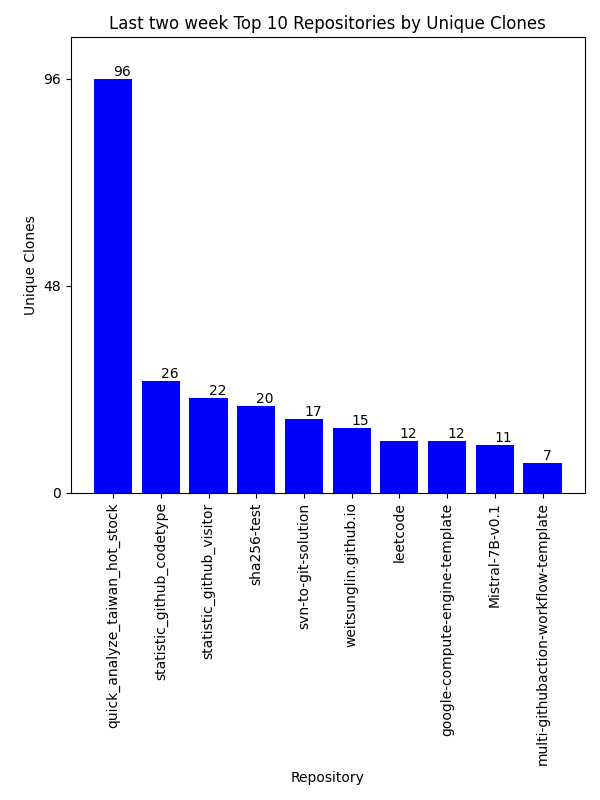 Last two week Top 10 Repositories by Unique Clones
96
48
0
Unique Clones
96
26
22
20
17
15
12
12
11
7
quick_analyze_taiwan_hot_stock
statistic_github_codetype
statistic_github_visitor
sha256-test
svn-to-git-solution
weitsunglin.github.io
leetcode
google-compute-engine-template
Mistral-7B-v0.1
multi-githubaction-workflow-template
Repository